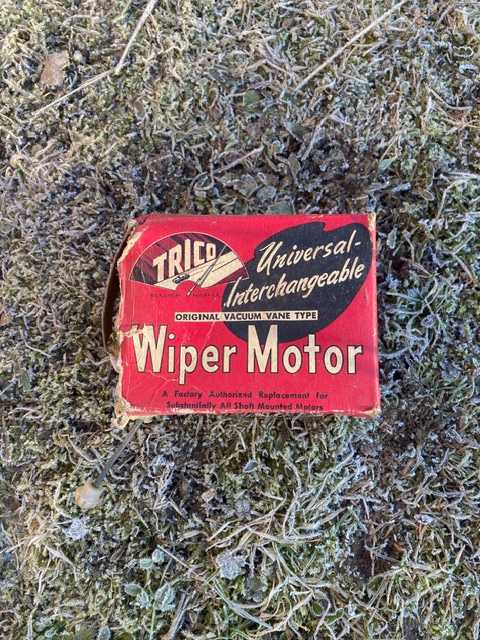 TRICO
Universal-
Interchangeable
ORIGINAL VACUUM VANE TYPE
Wiper Motor
A Factory Authorized Replacement for
Substantially All Shaft Mounted Motors